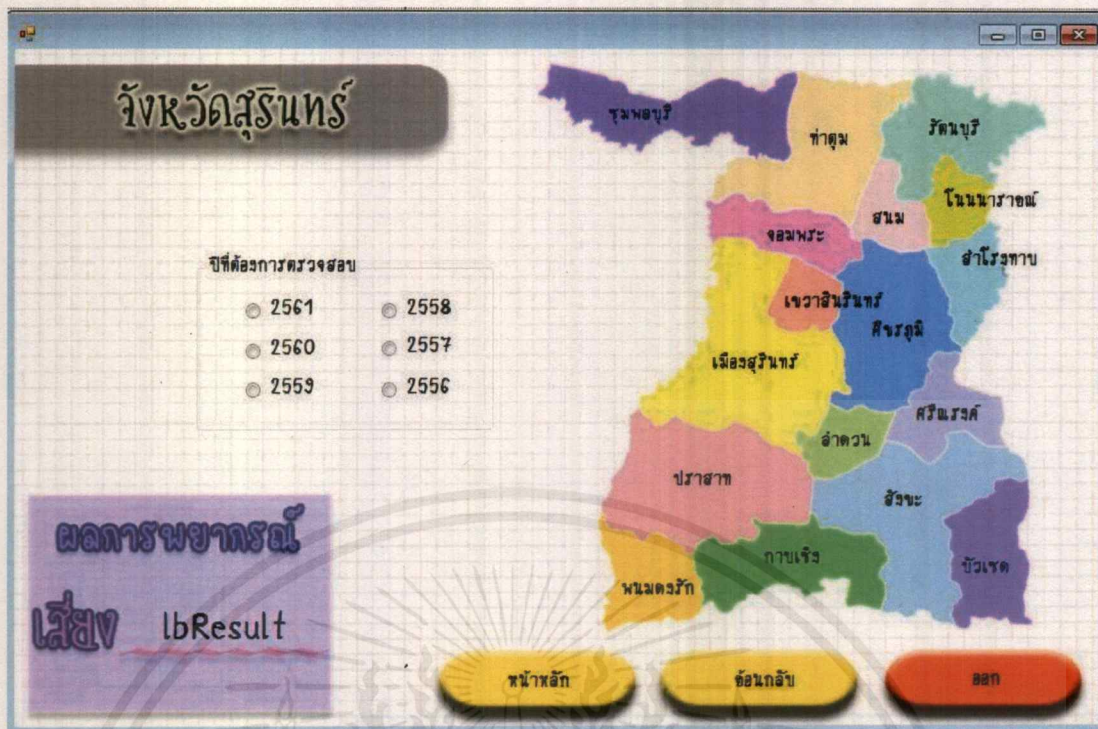 จังหวัดสุรินทร์
ปีที่ต้องการตรวจสอบ
2561
2558
2560
2557
2559
2556
ผลการพยากรณ์
เสี่ยง lbResult
ชุมพลบุรี
ท่าตูม
รัตนบุรี
โนนนารายณ์
สนม
จอมพระ
สำโรงทาบ
เขวาสินรินทร์
ศีขรภูมิ
เมืองสุรินทร์
ศรีณรงค์
ลำดวน
ปราสาท
สังขะ
กาบเชิง
บัวเชด
พนมดงรัก
หน้าหลัก
ย้อนกลับ
ออก